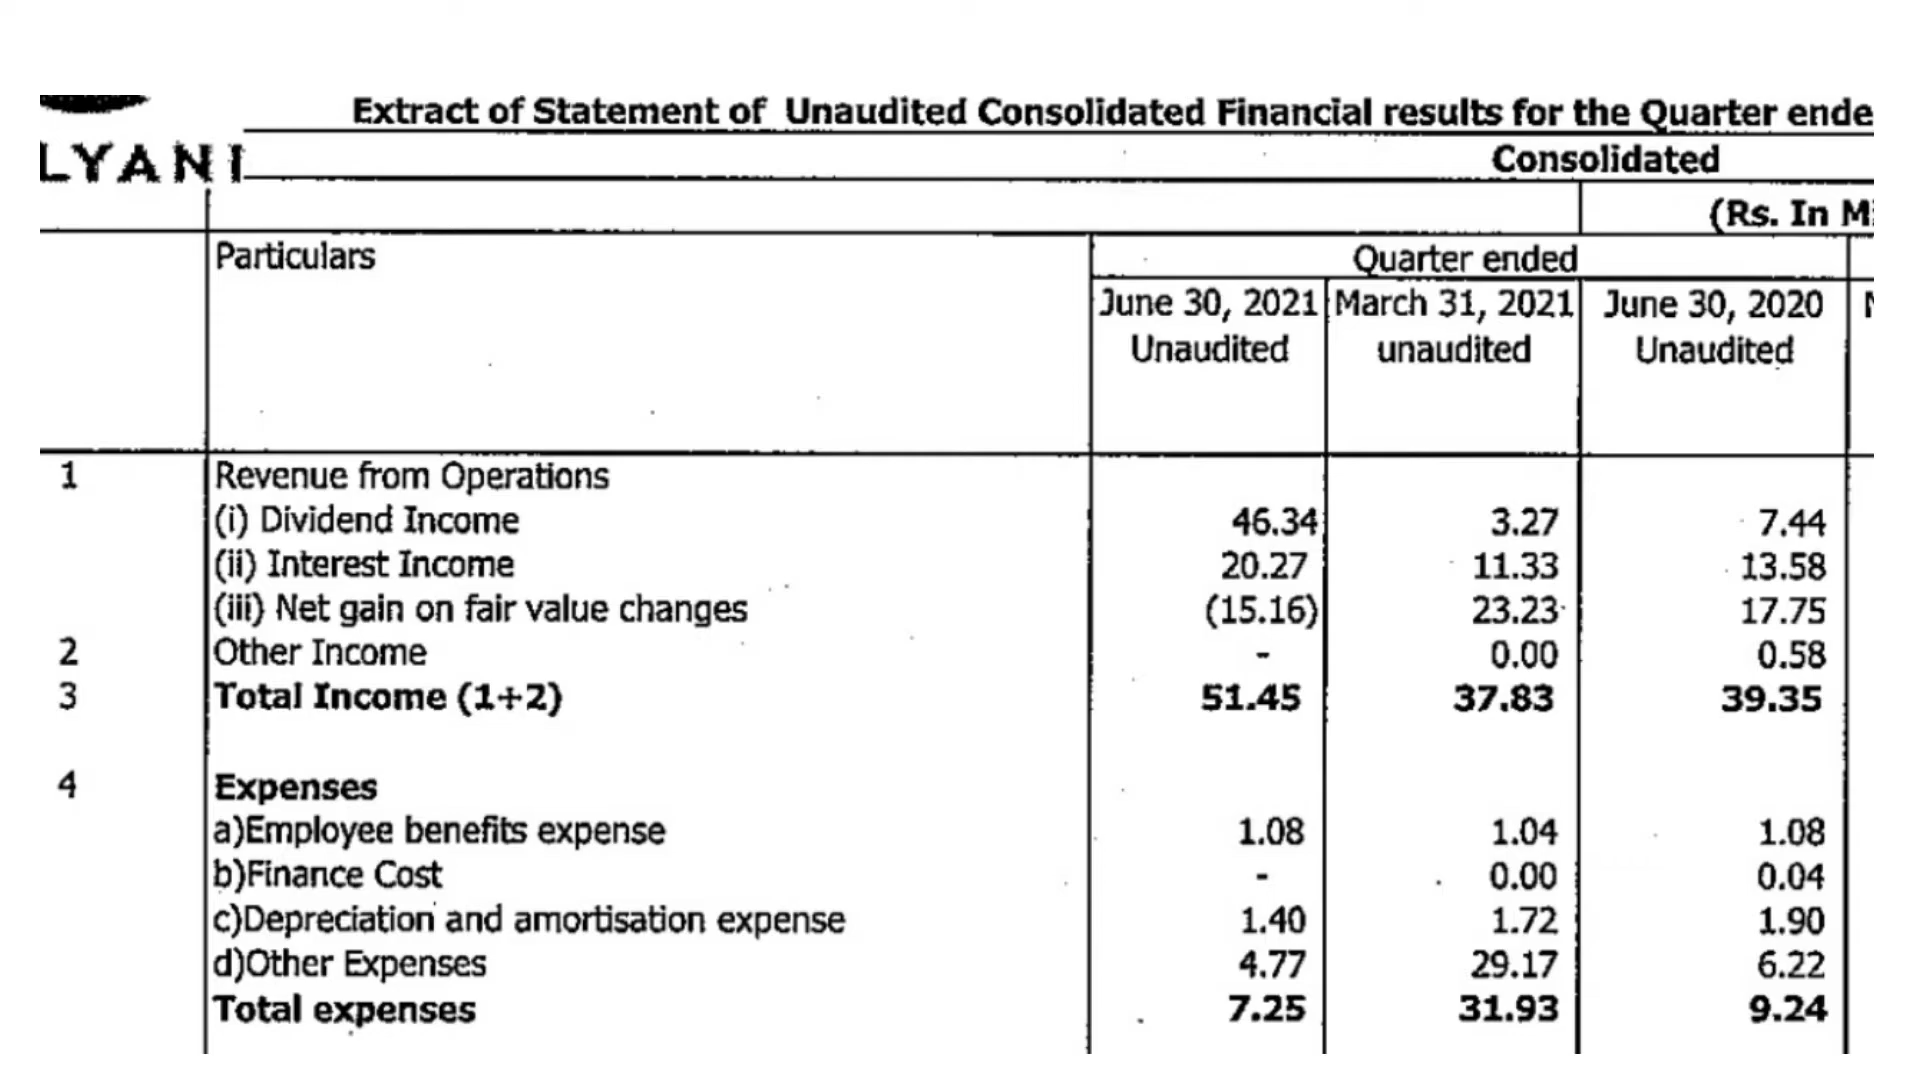 Extract of Statement of Unaudited Consolidated Financial results for the Quarter ende
LYANI
Consolidated
(Rs. In Mi
Particulars
Quarter ended
June 30, 2021 March 31, 2021 June 30, 2020
Unaudited unaudited Unaudited
1 Revenue from Operations
(i) Dividend Income 46.34 3.27 7.44
(ii) Interest Income 20.27 11.33 13.58
(iii) Net gain on fair value changes (15.16) 23.23 17.75
2 Other Income - 0.00 0.58
3 Total Income (1+2) 51.45 37.83 39.35
4 Expenses
a)Employee benefits expense 1.08 1.04 1.08
b)Finance Cost - 0.00 0.04
c)Depreciation and amortisation expense 1.40 1.72 1.90
d)Other Expenses 4.77 29.17 6.22
Total expenses 7.25 31.93 9.24